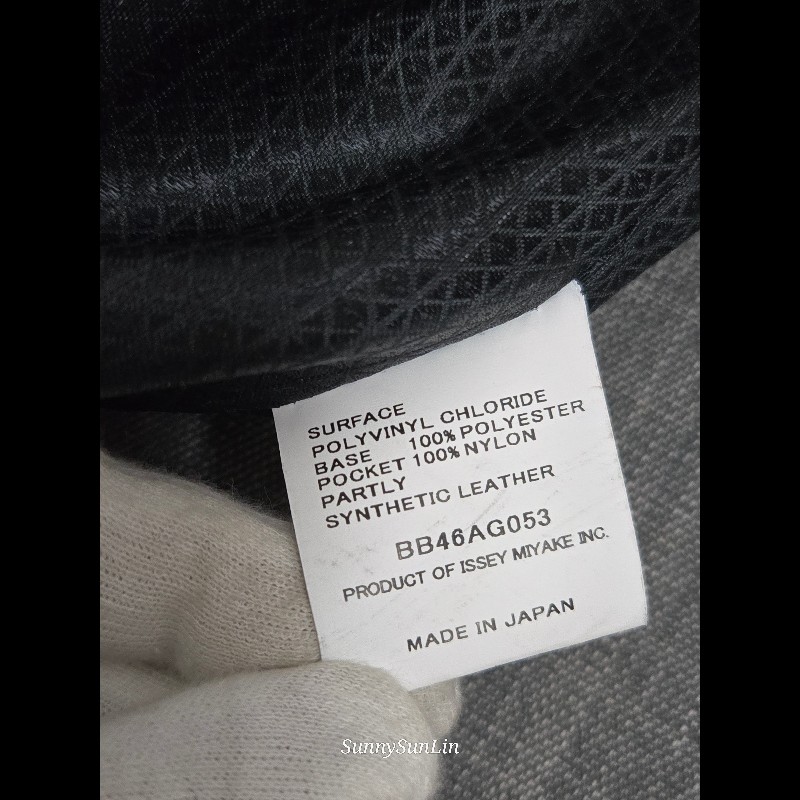 SURFACE
POLYVINYL CHLORIDE
BASE 100% POLYESTER
POCKET 100% NYLON
PARTLY
SYNTHETIC LEATHER
BB46AG053
PRODUCT OF ISSEY MIYAKE INC.
MADE IN JAPAN
SunnySunLin